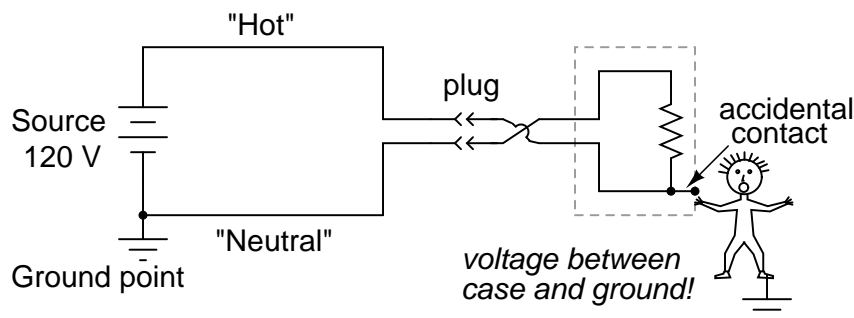 "Hot"
plug
Source
120 V
accidental
contact
"Neutral"
Ground point
voltage between
case and ground!